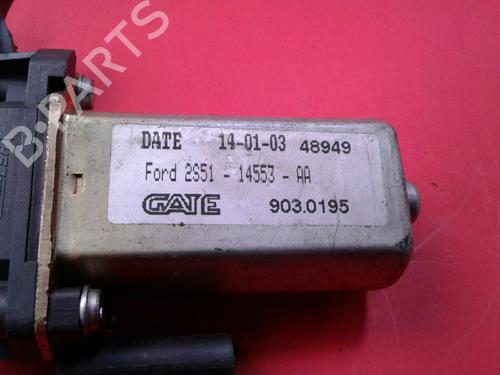 B-PARTS
DATE 14-01-03 48949
Ford 2S51 - 14553 - AA
GATE 903.0195